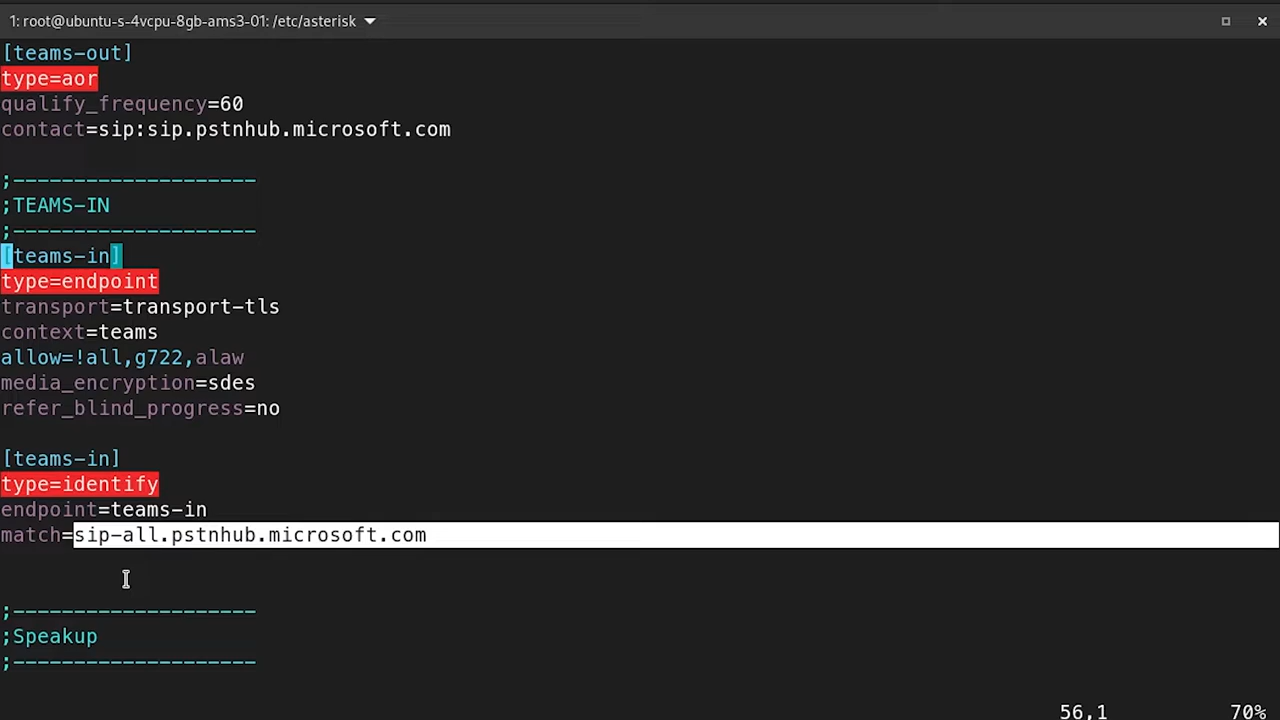 1: root@ubuntu-s-4vcpu-8gb-ams3-01: /etc/asterisk
[teams-out]
type=aor
qualify_frequency=60
contact=sip:sip.pstnhub.microsoft.com
;--------------------
;TEAMS-IN
;--------------------
[teams-in]
type=endpoint
transport=transport-tls
context=teams
allow=!all,g722,alaw
media_encryption=sdes
refer_blind_progress=no
[teams-in]
type=identify
endpoint=teams-in
match=sip-all.pstnhub.microsoft.com
;--------------------
;Speakup
;--------------------
56,1 70%